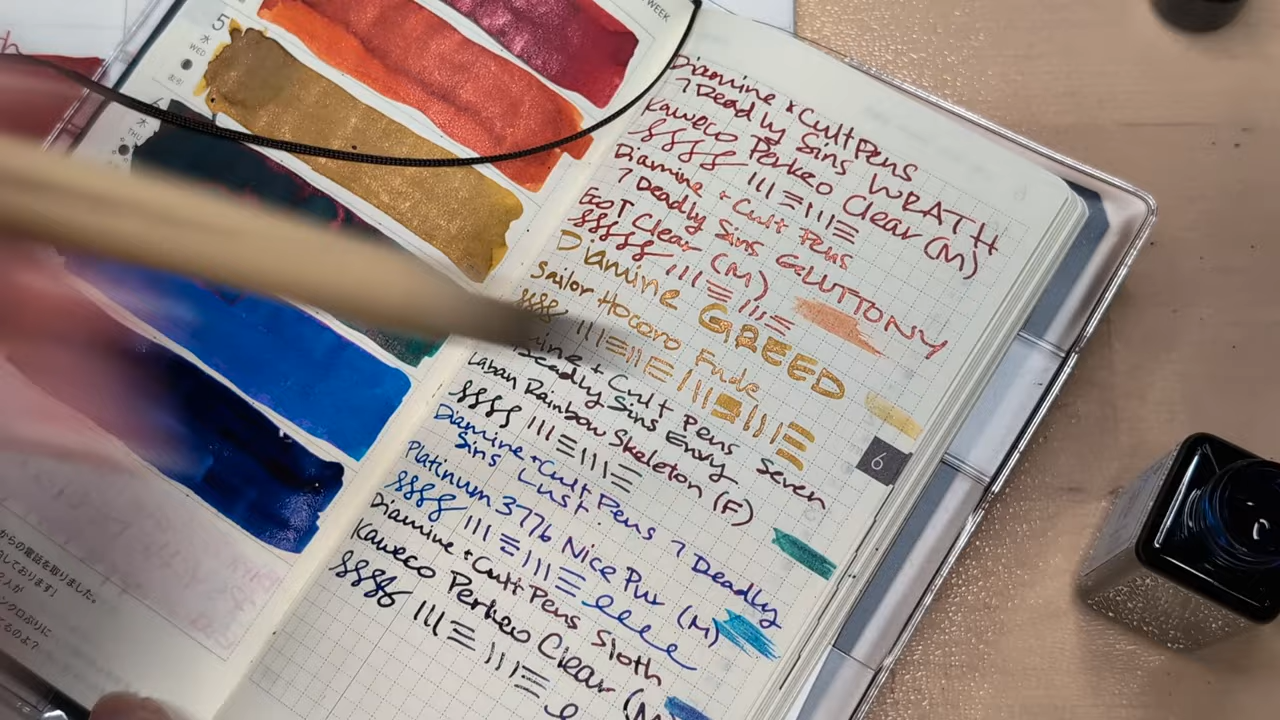 WEEK
5
水
WED
木
THU
Diamine + Cult Pens
7 Deadly Sins WRATH
Kaweco Perkeo Clear (M)
Diamine + Cult Pens
7 Deadly Sins GLUTTONY
EcoT Clear (M)
Diamine GREED
Sailor Hocoro Fude
+ Cult Pens Seven
Deadly Sins Envy
Laban Rainbow Skeleton (F)
Diamine + Cult Pens 7 Deadly
Sins Lust.
Platinum 3776 Nice Pur (M)
Diamine + Cult Pens Sloth
Kaweco Perkeo Clear
6
からの電話を取りました。
しております!